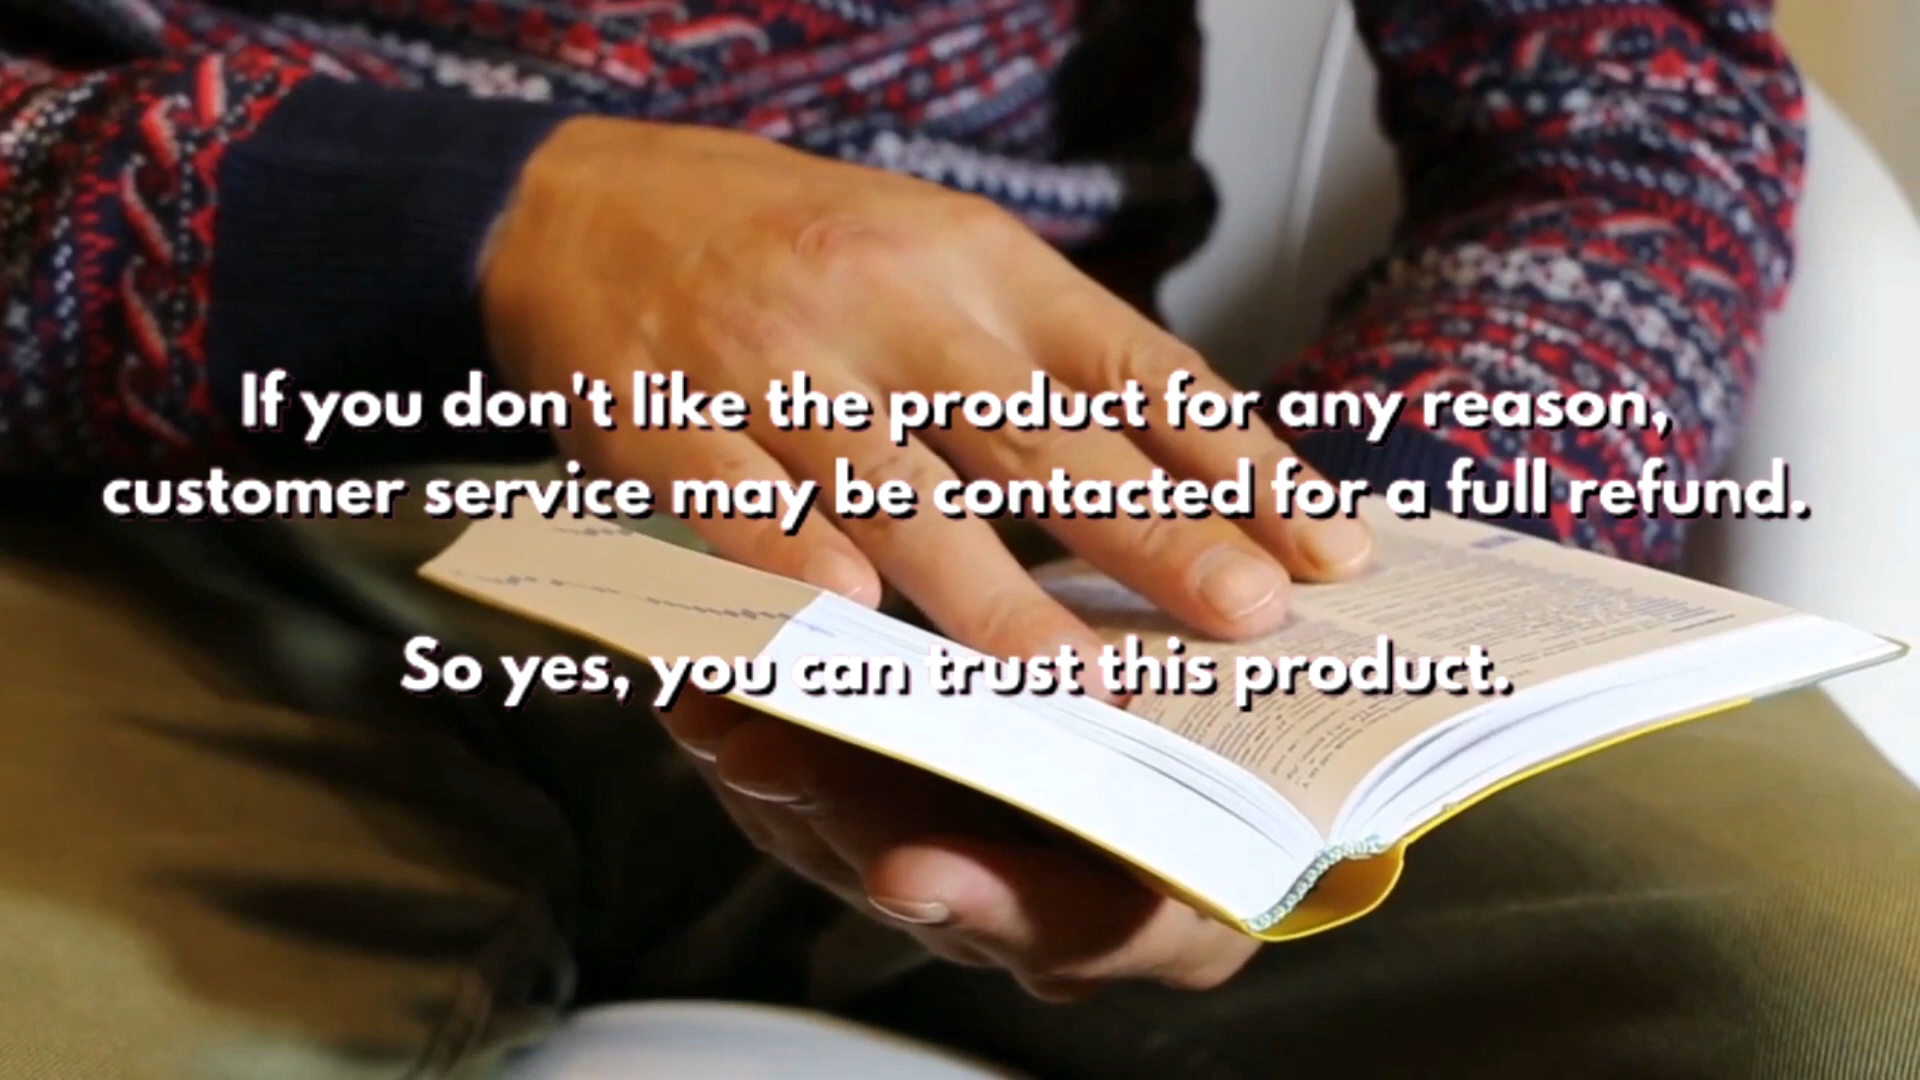 If you don't like the product for any reason,
customer service may be contacted for a full refund.
So yes, you can trust this product.